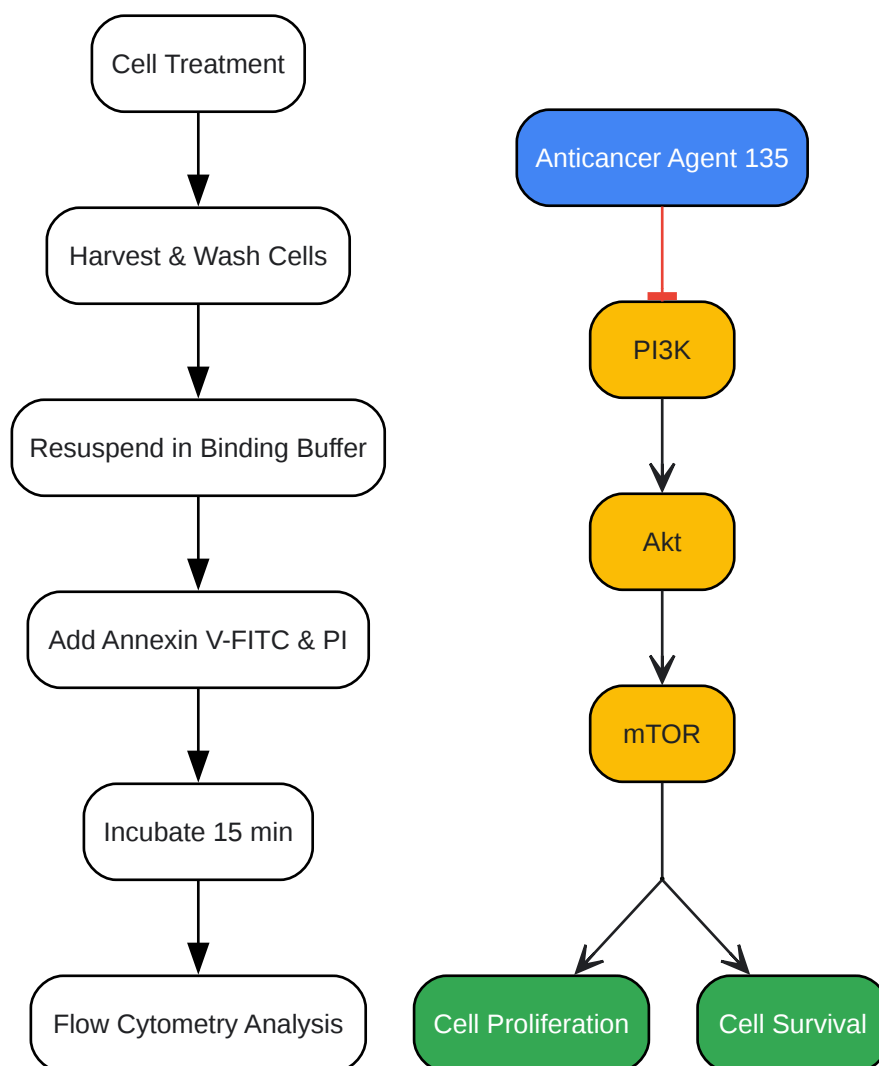 Cell Treatment
Harvest & Wash Cells
Resuspend in Binding Buffer
Add Annexin V-FITC & PI
Incubate 15 min
Flow Cytometry Analysis
Anticancer Agent 135
PI3K
Akt
mTOR
Cell Proliferation
Cell Survival